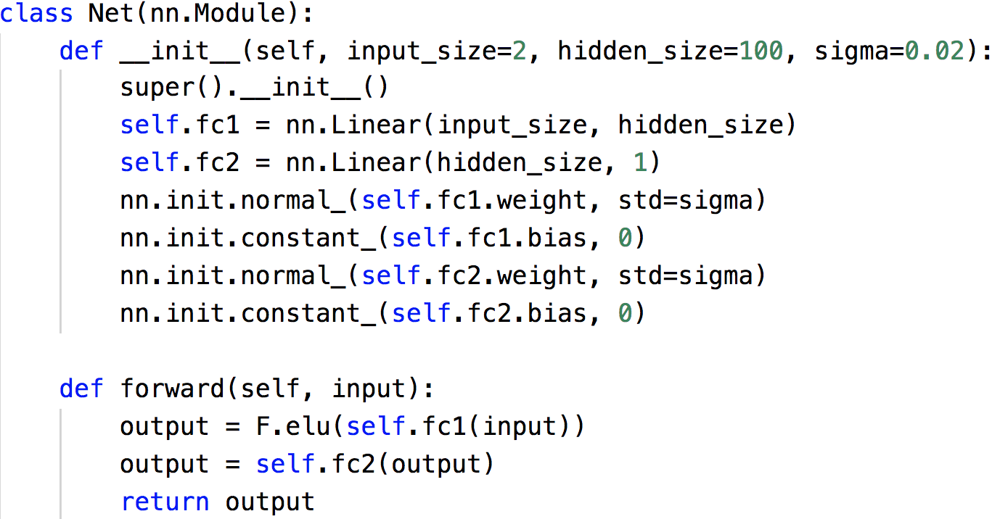 class Net(nn.Module):
    def __init__(self, input_size=2, hidden_size=100, sigma=0.02):
        super().__init__()
        self.fc1 = nn.Linear(input_size, hidden_size)
        self.fc2 = nn.Linear(hidden_size, 1)
        nn.init.normal_(self.fc1.weight, std=sigma)
        nn.init.constant_(self.fc1.bias, 0)
        nn.init.normal_(self.fc2.weight, std=sigma)
        nn.init.constant_(self.fc2.bias, 0)

    def forward(self, input):
        output = F.elu(self.fc1(input))
        output = self.fc2(output)
        return output